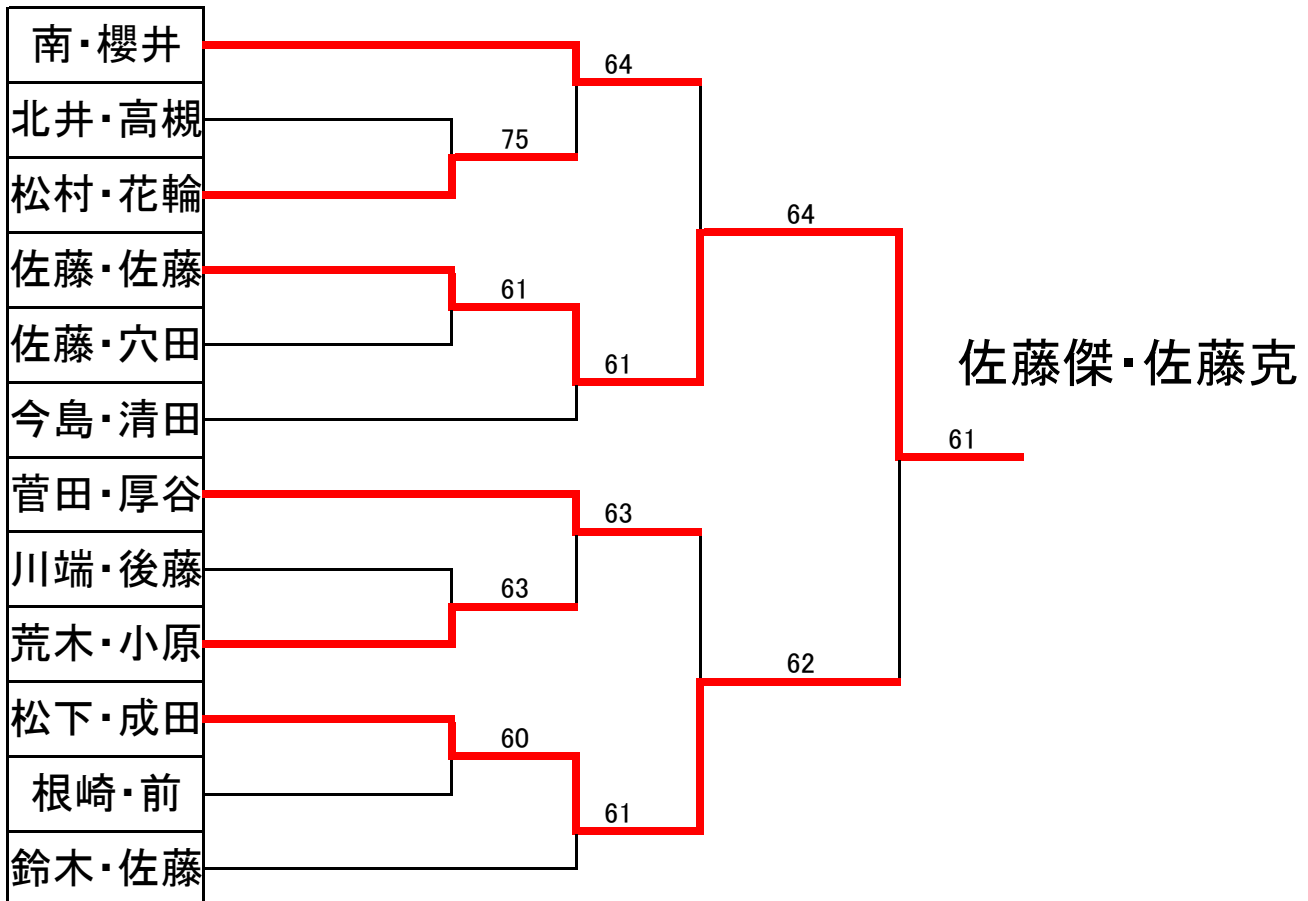 南・櫻井
64
北井・高槻
75
松村・花輪
64
佐藤・佐藤
61
佐藤・穴田
61
佐藤傑・佐藤克
今島・清田
61
菅田・厚谷
63
川端・後藤
63
荒木・小原
62
松下・成田
60
根崎・前
61
鈴木・佐藤